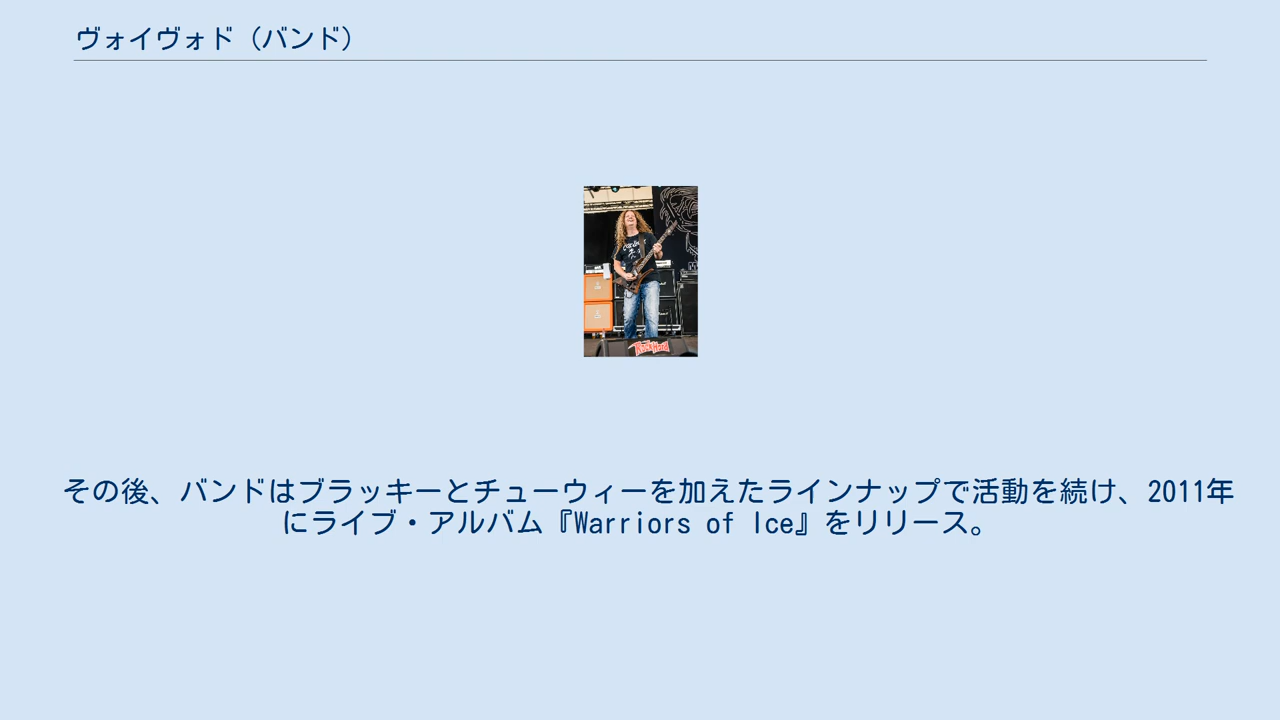 ヴォイヴォド（バンド）
RockHard
その後、バンドはブラッキーとチューウィーを加えたラインナップで活動を続け、2011年
にライブ・アルバム『Warriors of Ice』をリリース。